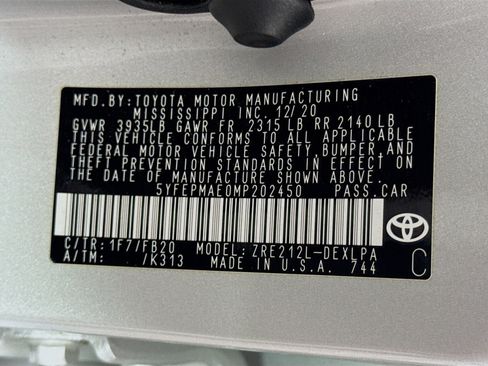 MFD.BY:TOYOTA MOTOR MANUFACTURING
MISSISSIPPI INC. 12/20
GVWR 3935LB GAWR FR 2315 LB RR 2140 LB
THIS VEHICLE CONFORMS TO ALL APPLICABLE
FEDERAL MOTOR VEHICLE SAFETY, BUMPER, AND
THEFT PREVENTION STANDARDS IN EFFECT ON
THE DATE OF MANUFACTURE SHOWN ABOVE.
5YFEPMAE0MP202450 PASS.CAR
C/TR:1F7/FB20 MODEL:ZRE212L-DEXLPA
A/TM: /K313 MADE IN U.S.A. 744
C